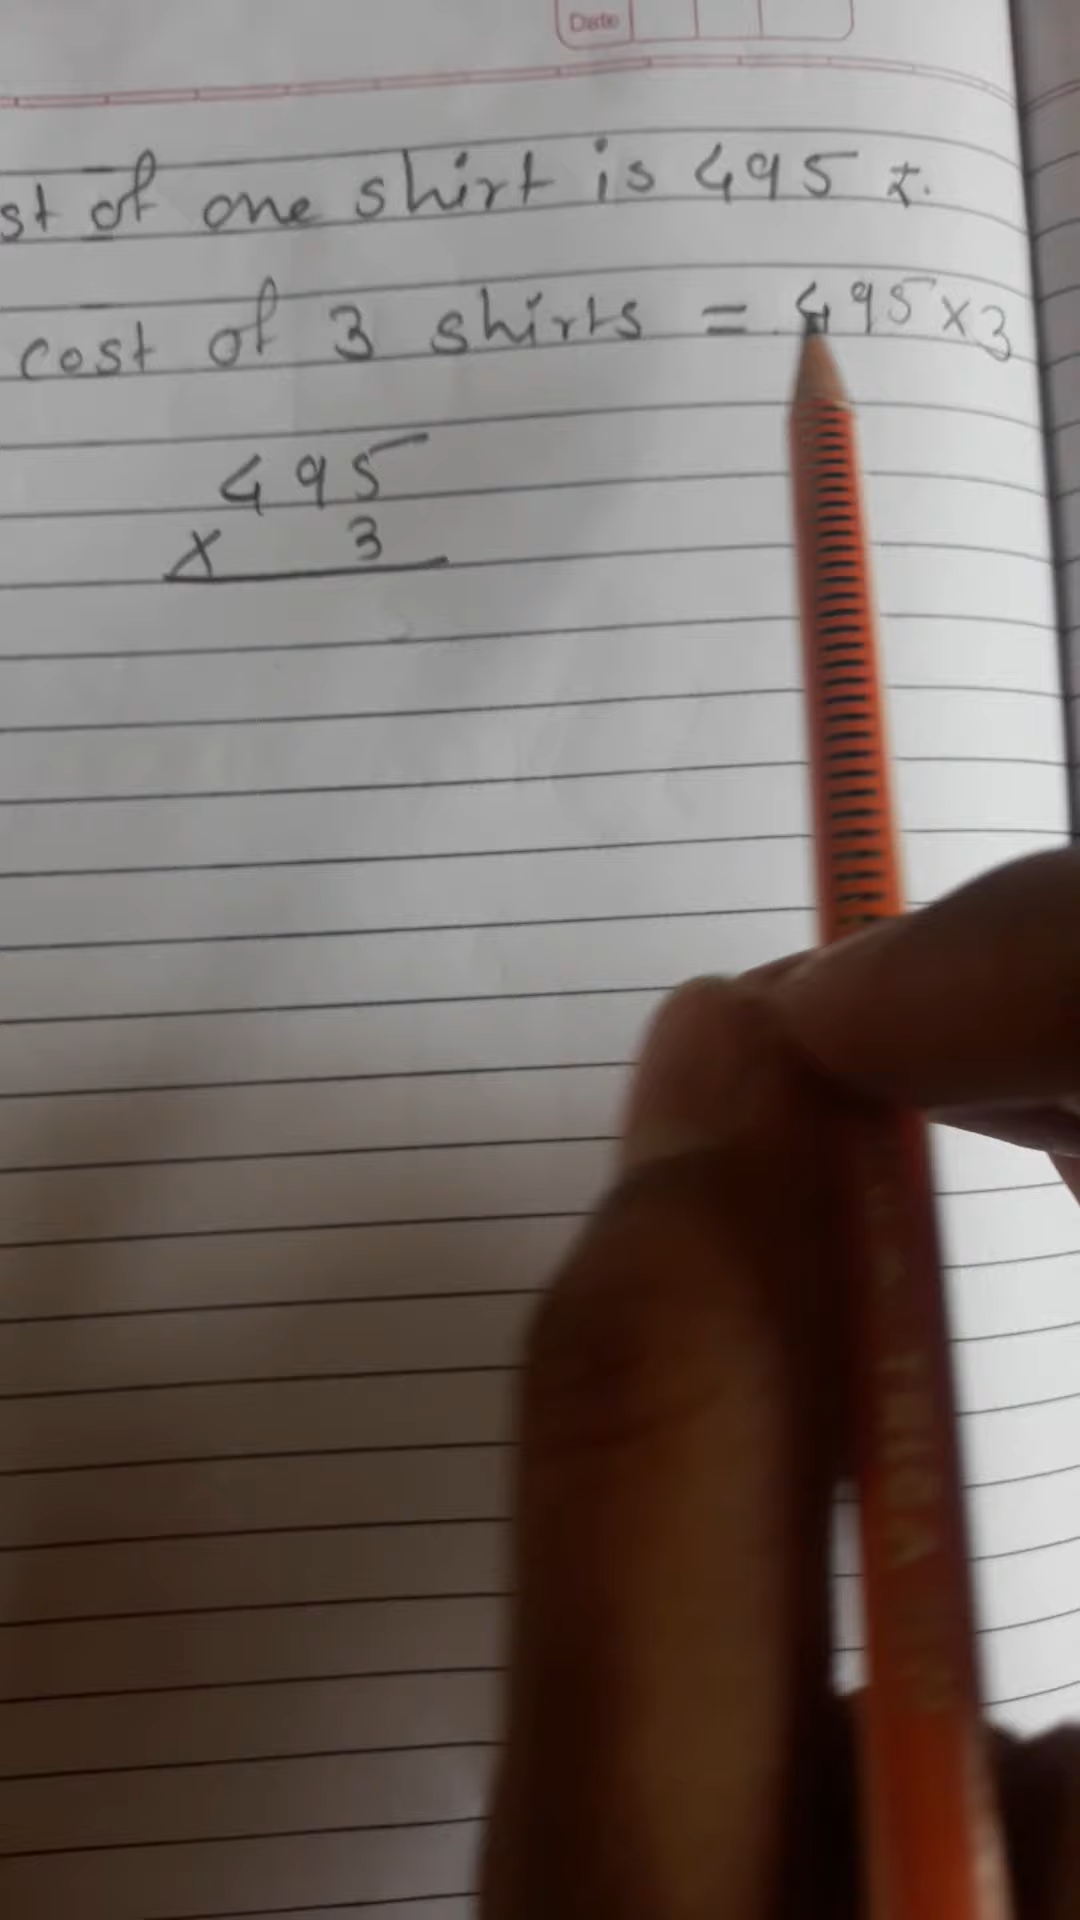 Date
st of one shirt is 495 ₹.
cost of 3 shirts = 495 x 3
495
x 3